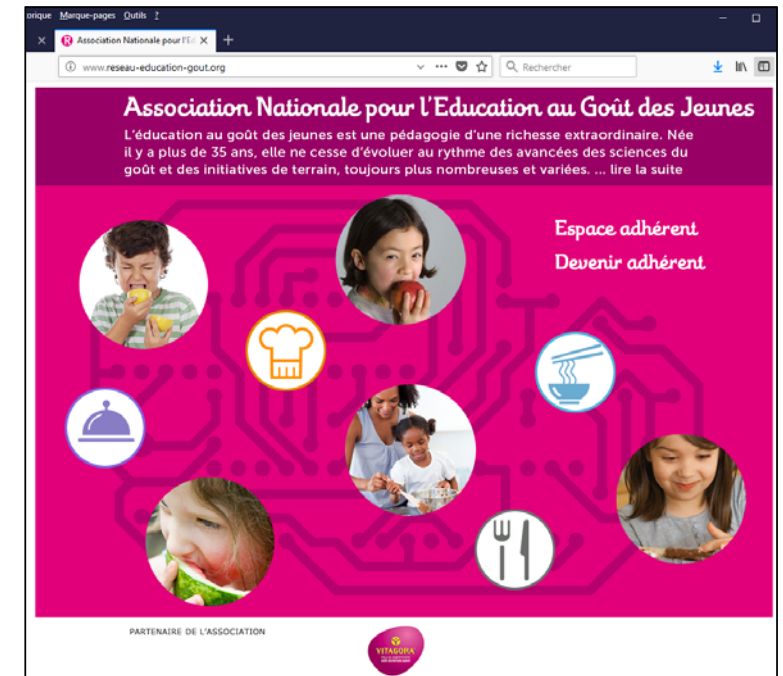 orique Marque-pages Outils ?
Association Nationale pour l'Éd
www.reseau-education-gout.org
Rechercher
Association Nationale pour l'Education au Goût des Jeunes
L'éducation au goût des jeunes est une pédagogie d'une richesse extraordinaire. Née
il y a plus de 35 ans, elle ne cesse d'évoluer au rythme des avancées des sciences du
goût et des initiatives de terrain, toujours plus nombreuses et variées. ... lire la suite
Espace adhérent
Devenir adhérent
PARTENAIRE DE L'ASSOCIATION
VITAGORA